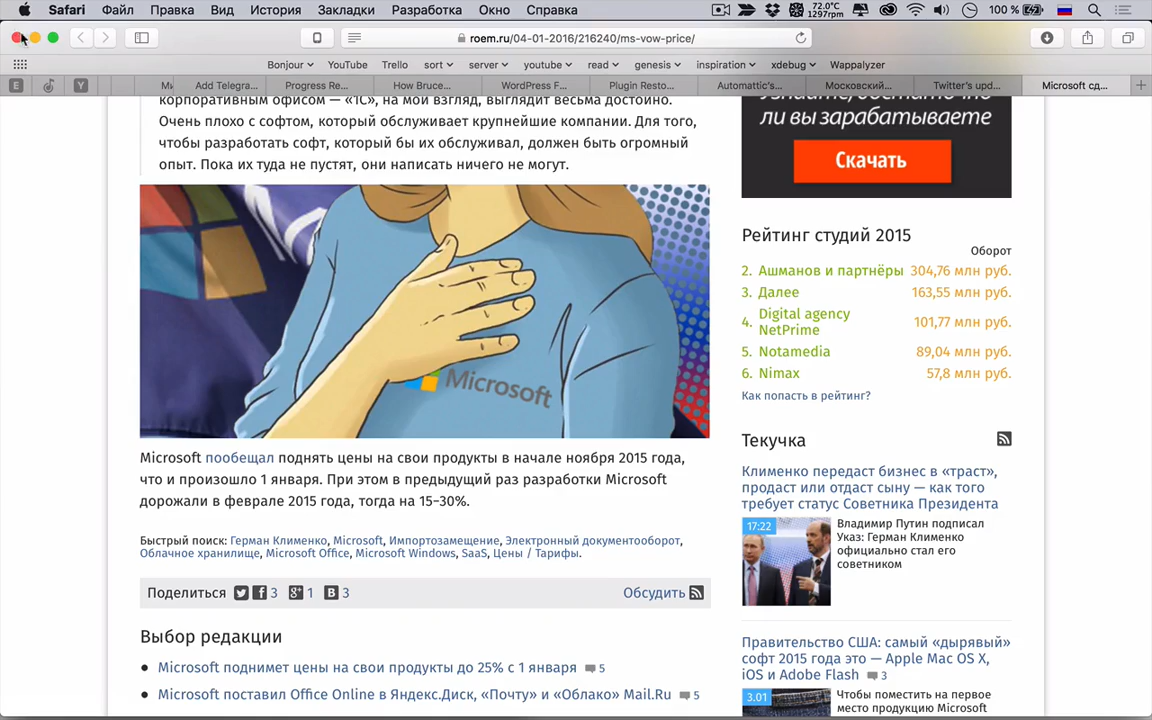 Safari Файл Правка Вид История Закладки Разработка Окно Справка 72.0°C 1297rpm 100 %
roem.ru/04-01-2016/216240/ms-vow-price/
Bonjour YouTube Trello sort server youtube read genesis inspiration xdebug Wappalyzer
E Y Add Telegra... Progress Re... How Bruce... WordPress F... Plugin Resto... Automattic's... Московский... Twitter's upd... Microsoft сд...
корпоративным офисом — «1С», на мой взгляд, выглядит весьма достойно.
Очень плохо с софтом, который обслуживает крупнейшие компании. Для того,
чтобы разработать софт, который бы их обслуживал, должен быть огромный
опыт. Пока их туда не пустят, они написать ничего не могут.
Microsoft
Microsoft пообещал поднять цены на свои продукты в начале ноября 2015 года,
что и произошло 1 января. При этом в предыдущий раз разработки Microsoft
дорожали в феврале 2015 года, тогда на 15–30%.
Быстрый поиск: Герман Клименко, Microsoft, Импортозамещение, Электронный документооборот,
Облачное хранилище, Microsoft Office, Microsoft Windows, SaaS, Цены / Тарифы.
Поделиться 3 1 3 Обсудить
Выбор редакции
Microsoft поднимет цены на свои продукты до 25% с 1 января 5
Microsoft поставил Office Online в Яндекс.Диск, «Почту» и «Облако» Mail.Ru 5
ли вы зарабатываете
Скачать
Рейтинг студий 2015
Оборот
2. Ашманов и партнёры 304,76 млн руб.
3. Далее 163,55 млн руб.
4. Digital agency NetPrime 101,77 млн руб.
5. Notamedia 89,04 млн руб.
6. Nimax 57,8 млн руб.
Как попасть в рейтинг?
Текучка
Клименко передаст бизнес в «траст»,
продаст или отдаст сыну — как того
требует статус Советника Президента
17:22
Владимир Путин подписал
Указ: Герман Клименко
официально стал его
советником
Правительство США: самый «дырявый»
софт 2015 года это — Apple Mac OS X,
iOS и Adobe Flash 3
3.01
Чтобы поместить на первое
место продукцию Microsoft